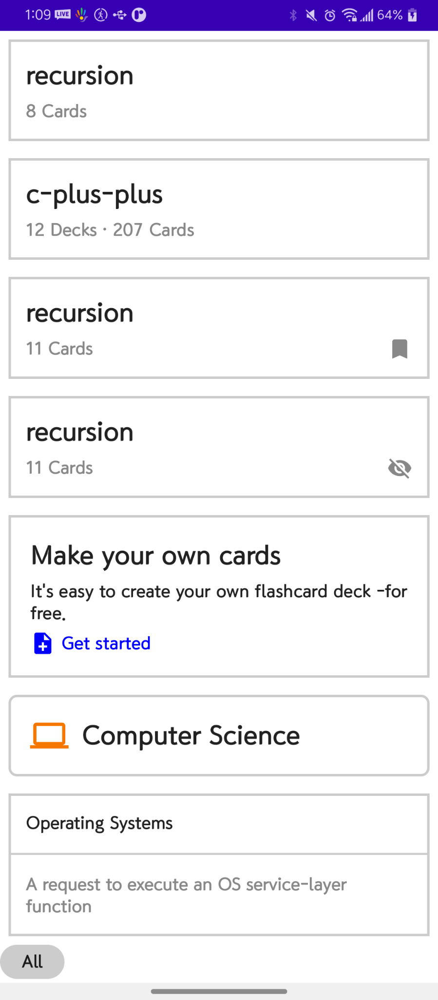 1:09 LIVE 64%
recursion
8 Cards
c-plus-plus
12 Decks · 207 Cards
recursion
11 Cards
recursion
11 Cards
Make your own cards
It's easy to create your own flashcard deck -for
free.
Get started
Computer Science
Operating Systems
A request to execute an OS service-layer
function
All